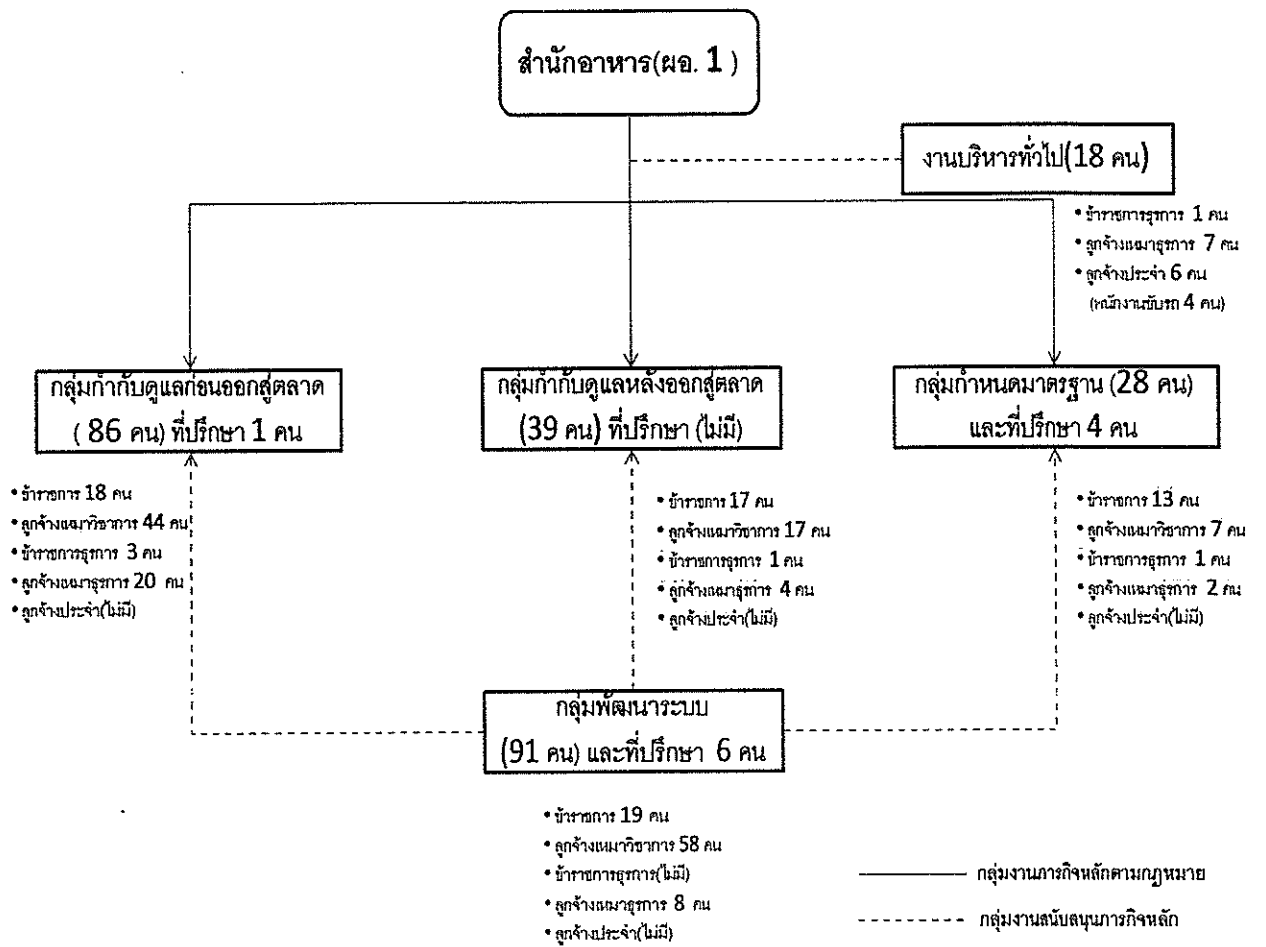 สำนักอาหาร(ผอ. 1 )
งานบริหารทั่วไป(18 คน)
• ข้าราชการธุรการ 1 คน
• ลูกจ้างเหมาธุรการ 7 คน
• ลูกจ้างประจำ 6 คน
(พนักงานขับรถ 4 คน)
กลุ่มกำกับดูแลก่อนออกสู่ตลาด
( 86 คน) ที่ปรึกษา 1 คน
• ข้าราชการ 18 คน
• ลูกจ้างเหมาวิชาการ 44 คน
• ข้าราชการธุรการ 3 คน
• ลูกจ้างเหมาธุรการ 20 คน
• ลูกจ้างประจำ(ไม่มี)
กลุ่มกำกับดูแลหลังออกสู่ตลาด
(39 คน) ที่ปรึกษา (ไม่มี)
• ข้าราชการ 17 คน
• ลูกจ้างเหมาวิชาการ 17 คน
• ข้าราชการธุรการ 1 คน
• ลูกจ้างเหมาธุรการ 4 คน
• ลูกจ้างประจำ(ไม่มี)
กลุ่มกำหนดมาตรฐาน (28 คน)
และที่ปรึกษา 4 คน
• ข้าราชการ 13 คน
• ลูกจ้างเหมาวิชาการ 7 คน
• ข้าราชการธุรการ 1 คน
• ลูกจ้างเหมาธุรการ 2 คน
• ลูกจ้างประจำ(ไม่มี)
กลุ่มพัฒนาระบบ
(91 คน) และที่ปรึกษา 6 คน
• ข้าราชการ 19 คน
• ลูกจ้างเหมาวิชาการ 58 คน
• ข้าราชการธุรการ(ไม่มี)
• ลูกจ้างเหมาธุรการ 8 คน
• ลูกจ้างประจำ(ไม่มี)
กลุ่มงานภารกิจหลักตามกฎหมาย
กลุ่มงานสนับสนุนภารกิจหลัก